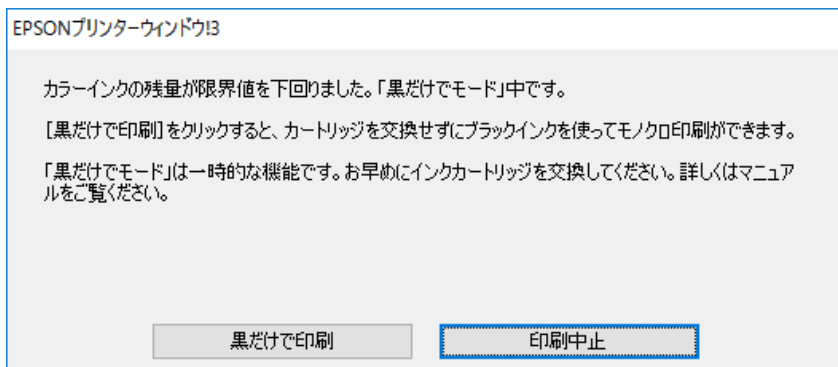 EPSONプリンターウィンドウ!3
カラーインクの残量が限界値を下回りました。「黒だけでモード」中です。
［黒だけで印刷］をクリックすると、カートリッジを交換せずにブラックインクを使ってモノクロ印刷ができます。
「黒だけでモード」は一時的な機能です。お早めにインクカートリッジを交換してください。詳しくはマニュア
ルをご覧ください。
黒だけで印刷
印刷中止